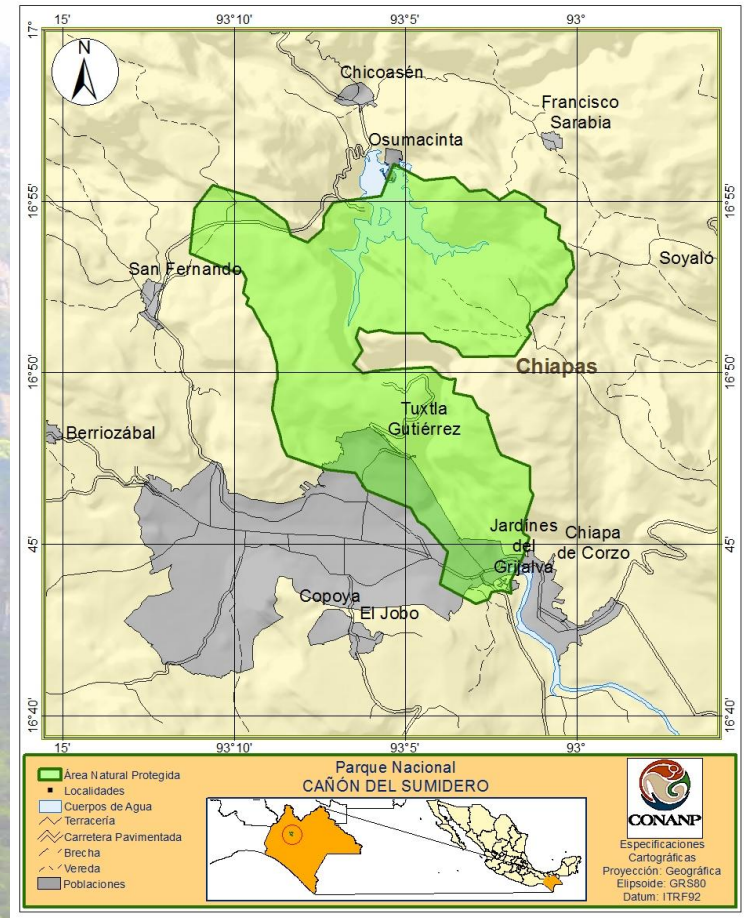 15'
93°10'
93°5'
93°
17°
N
Chicoasén
Francisco
Sarabia
Osumacinta
16°55'
16°55'
Soyaló
San Fernando
16°50'
16°50'
Chiapas
Tuxtla
Gutiérrez
Berriozábal
45'
45'
Jardínes
del
Grijalva
Chiapa
de Corzo
Copoya
El Jobo
16°40'
16°40'
15'
93°10'
93°5'
93°
Área Natural Protegida
Localidades
Cuerpos de Agua
Terracería
Carretera Pavimentada
Brecha
Vereda
Poblaciones
Parque Nacional
CAÑÓN DEL SUMIDERO
CONANP
Especificaciones
Cartográficas
Proyección: Geográfica
Elipsoide: GRS80
Datum: ITRF92